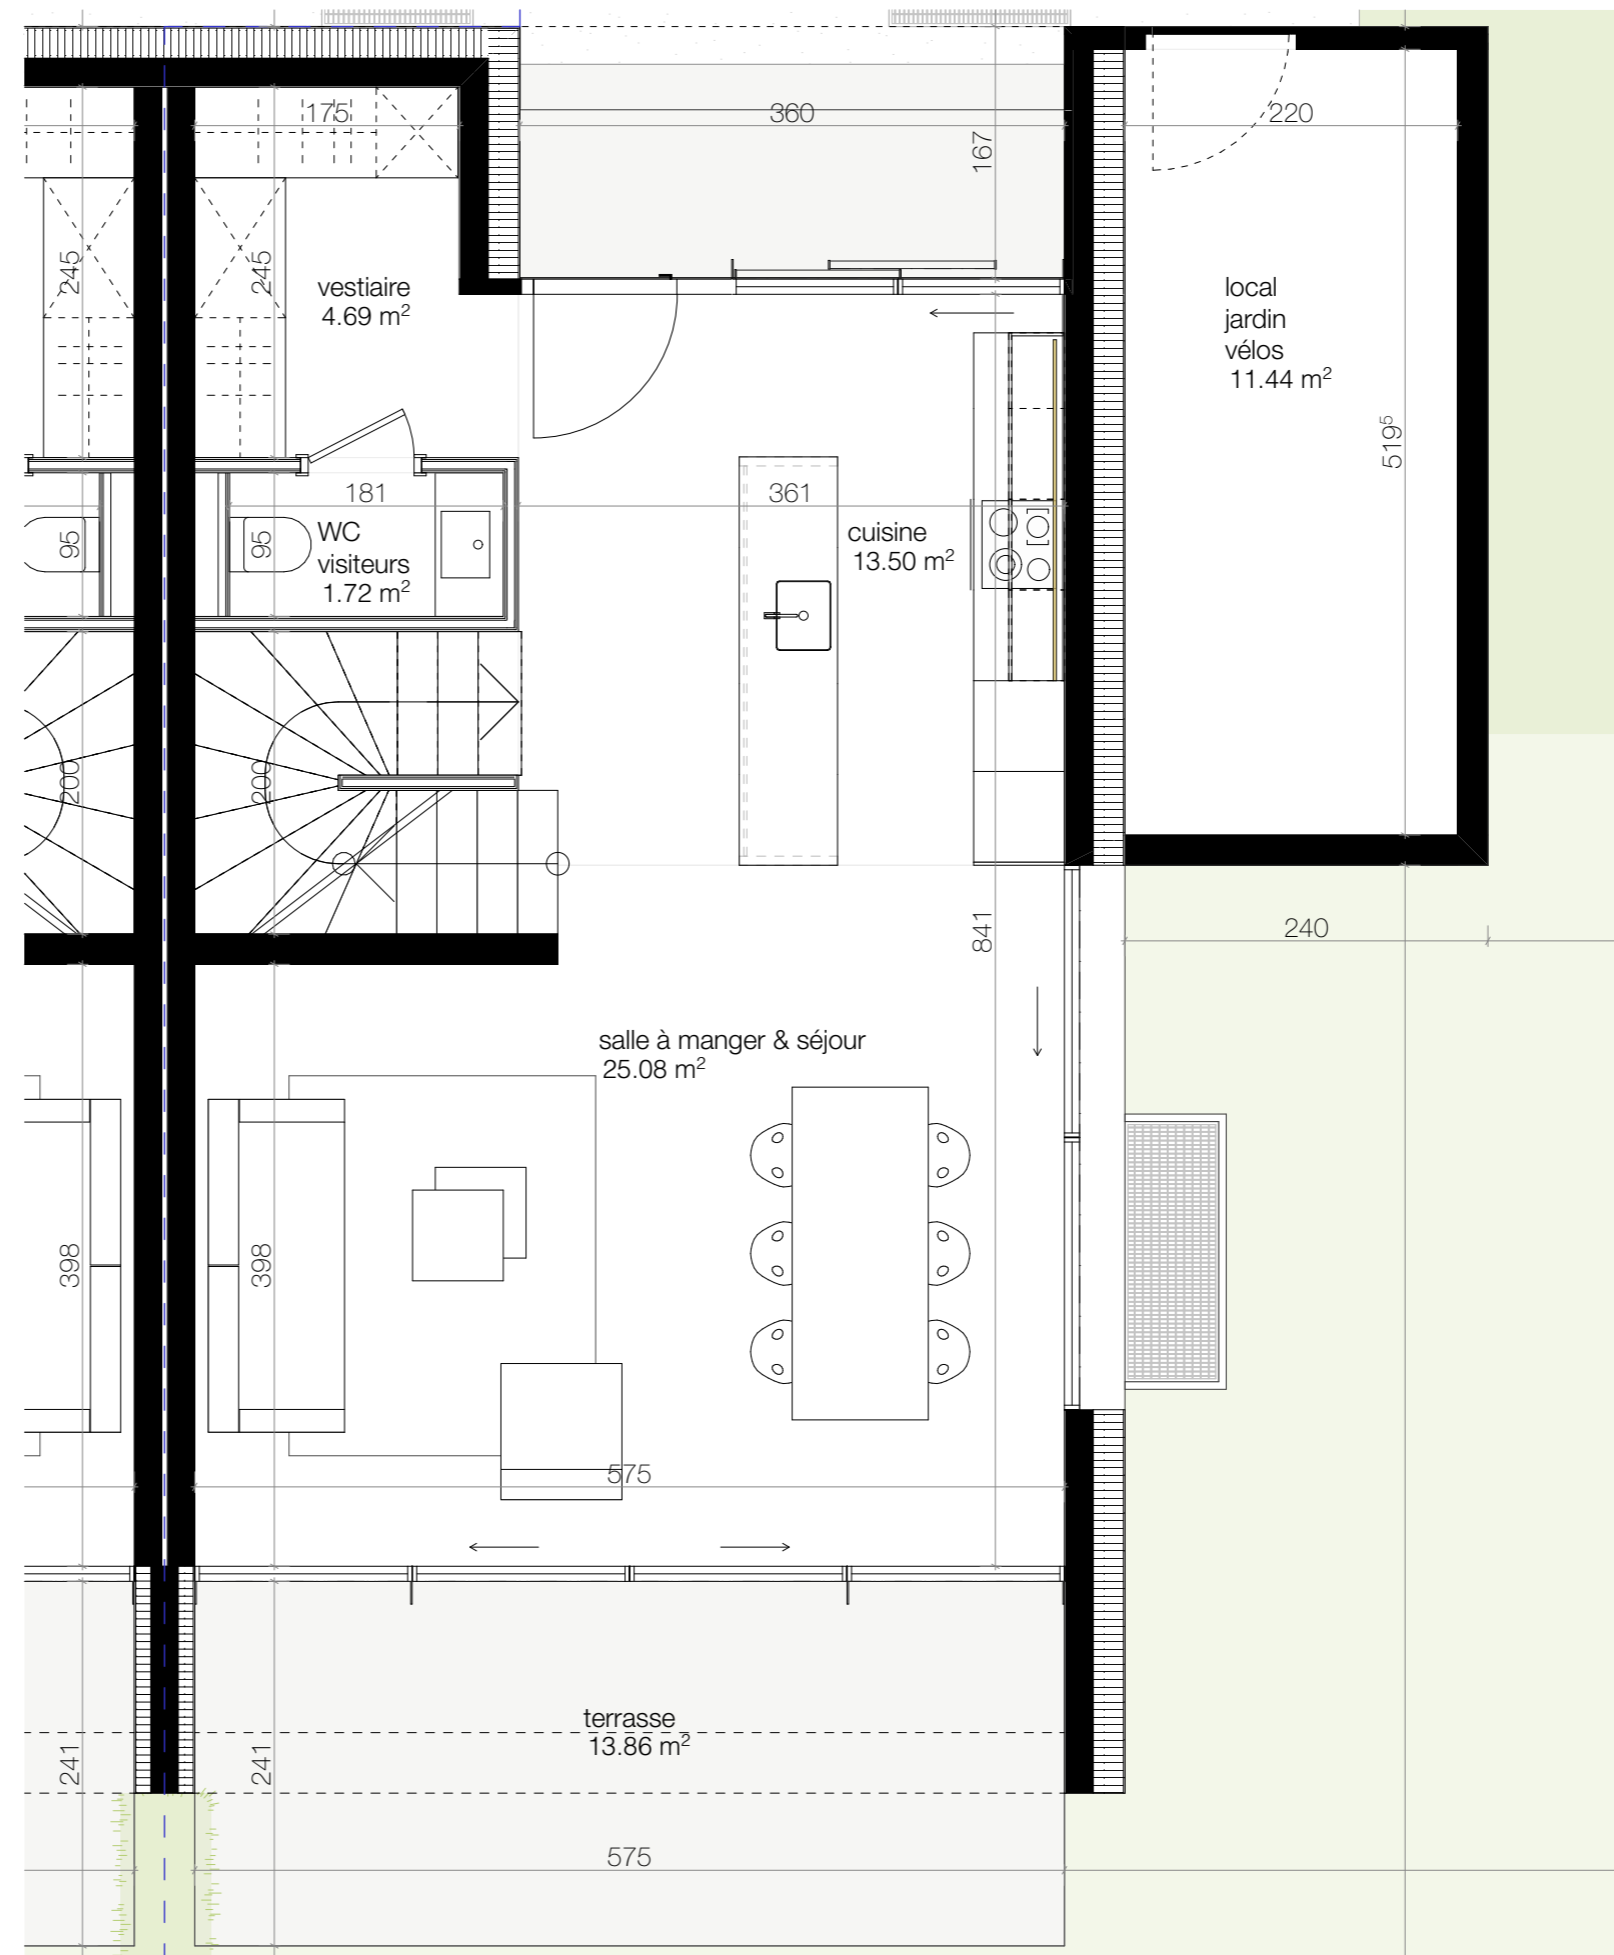 175
360
167
220
245
245
vestiaire
4.69 m²
local
jardin
vélos
11.44 m²
519⁵
181
361
95
95
WC
visiteurs
1.72 m²
cuisine
13.50 m²
200
200
841
240
salle à manger & séjour
25.08 m²
398
398
575
terrasse
13.86 m²
241
241
575